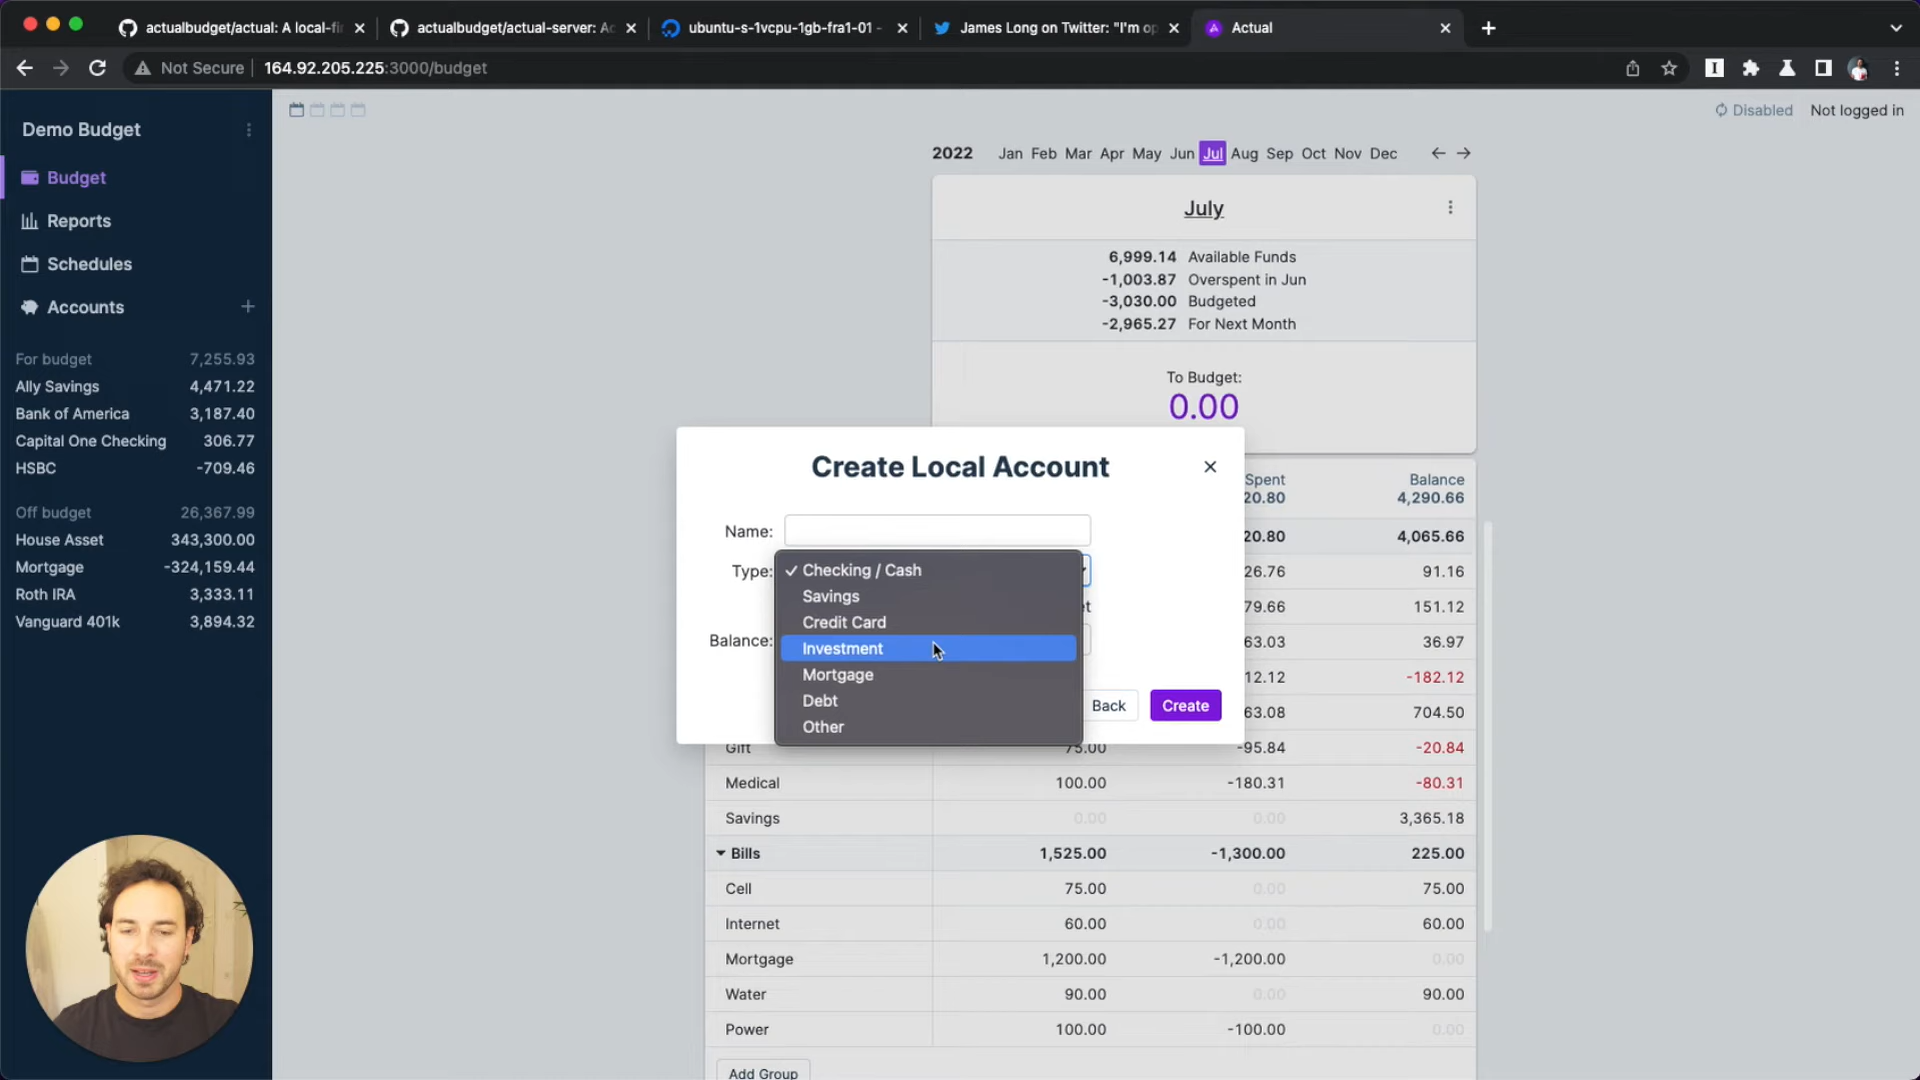 actualbudget/actual: A local-fi
actualbudget/actual-server: Ac
ubuntu-s-1vcpu-1gb-fra1-01 -
James Long on Twitter: "I'm op
Actual
Not Secure
164.92.205.225:3000/budget
Demo Budget
Budget
Reports
Schedules
Accounts
For budget 7,255.93
Ally Savings 4,471.22
Bank of America 3,187.40
Capital One Checking 306.77
HSBC -709.46
Off budget 26,367.99
House Asset 343,300.00
Mortgage -324,159.44
Roth IRA 3,333.11
Vanguard 401k 3,894.32
Disabled Not logged in
2022 Jan Feb Mar Apr May Jun Jul Aug Sep Oct Nov Dec
July
6,999.14 Available Funds
-1,003.87 Overspent in Jun
-3,030.00 Budgeted
-2,965.27 For Next Month
To Budget:
0.00
Create Local Account
Name:
Type:
Checking / Cash
Savings
Credit Card
Investment
Mortgage
Debt
Other
Balance:
Back
Create
Spent Balance
20.80 4,290.66
20.80 4,065.66
26.76 91.16
79.66 151.12
63.03 36.97
12.12 -182.12
63.08 704.50
Gift 75.00 -95.84 -20.84
Medical 100.00 -180.31 -80.31
Savings 0.00 0.00 3,365.18
Bills 1,525.00 -1,300.00 225.00
Cell 75.00 0.00 75.00
Internet 60.00 0.00 60.00
Mortgage 1,200.00 -1,200.00 0.00
Water 90.00 0.00 90.00
Power 100.00 -100.00 0.00
Add Group